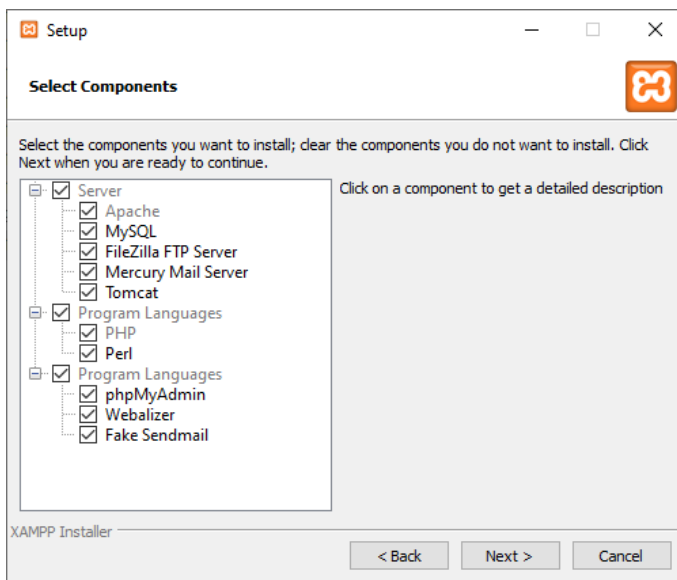 Setup
Select Components
Select the components you want to install; clear the components you do not want to install. Click
Next when you are ready to continue.
Server
Apache
MySQL
FileZilla FTP Server
Mercury Mail Server
Tomcat
Program Languages
PHP
Perl
Program Languages
phpMyAdmin
Webalizer
Fake Sendmail
Click on a component to get a detailed description
XAMPP Installer
< Back
Next >
Cancel